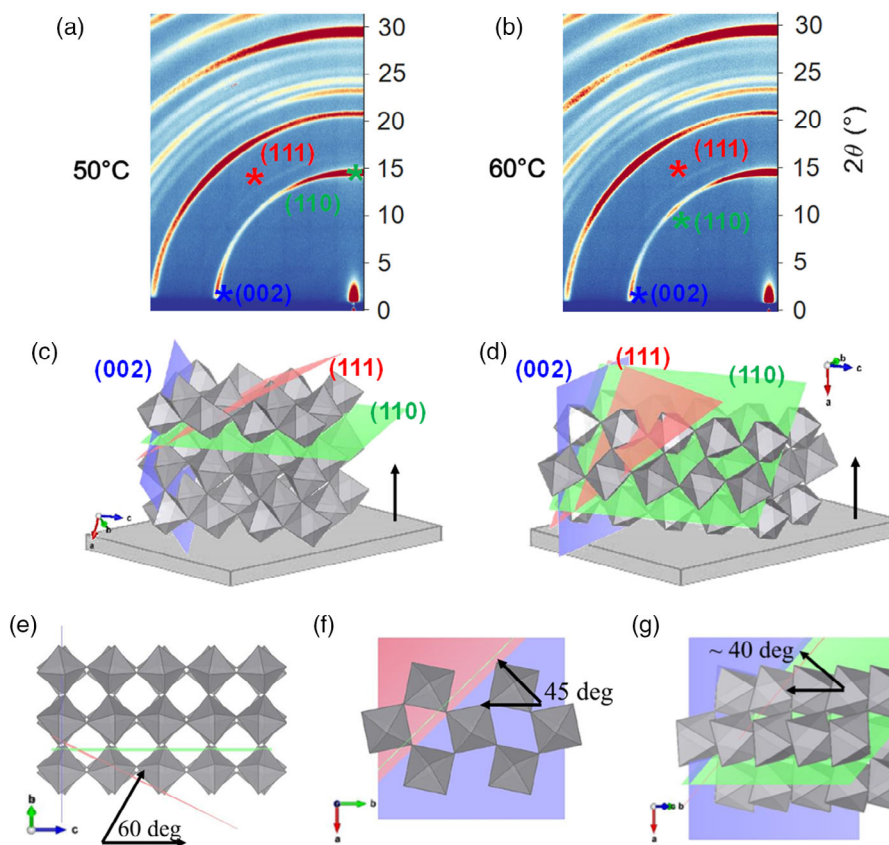 (a)
50°C
(111)
(110)
(002)
30
25
20
15
10
5
0
(b)
60°C
(111)
(110)
(002)
30
25
20
15
10
5
0
2θ (°)
(c)
(002)
(111)
(110)
c
b
a
(d)
(002)
(111)
(110)
b
c
a
(e)
60 deg
b
c
(f)
45 deg
b
a
(g)
~ 40 deg
b
a